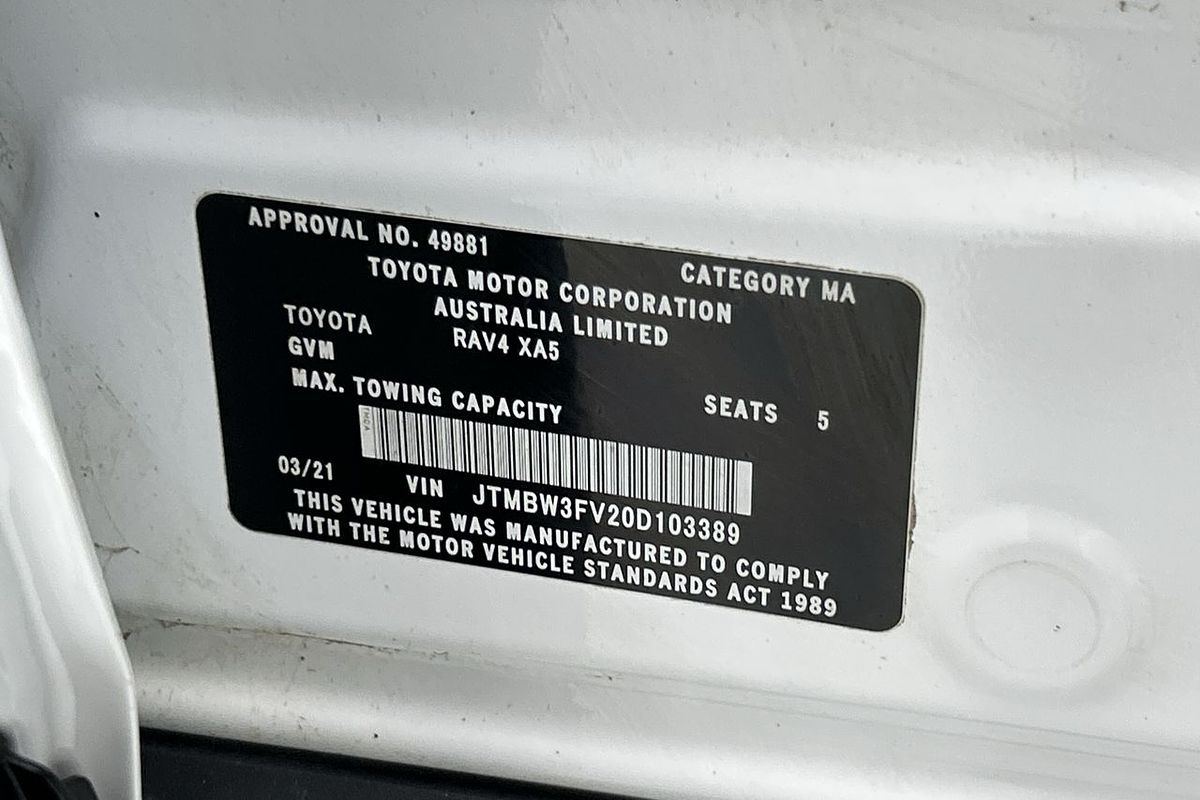 APPROVAL NO. 49881
CATEGORY MA
TOYOTA MOTOR CORPORATION
AUSTRALIA LIMITED
TOYOTA RAV4 XA5
GVM
MAX. TOWING CAPACITY
SEATS 5
TMCA
03/21 VIN JTMBW3FV20D103389
THIS VEHICLE WAS MANUFACTURED TO COMPLY
WITH THE MOTOR VEHICLE STANDARDS ACT 1989